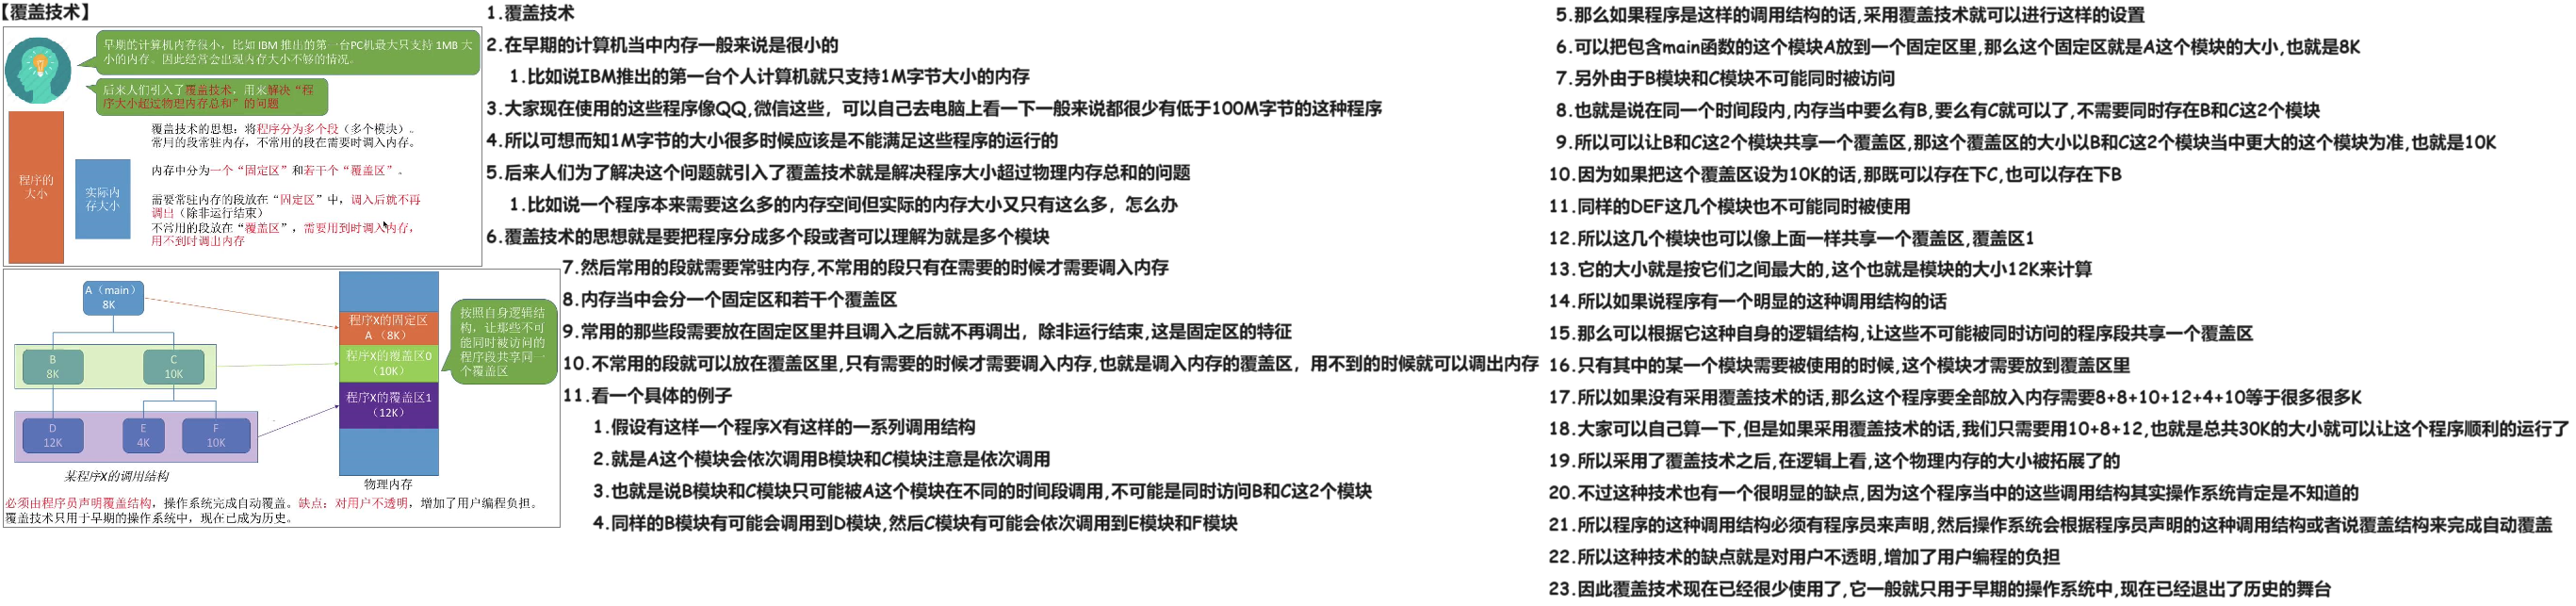 【覆盖技术】
早期的计算机内存很小，比如 IBM 推出的第一台PC机最大只支持 1MB 大
小的内存。因此经常会出现内存大小不够的情况。
后来人们引入了覆盖技术，用来解决“程
序大小超过物理内存总和”的问题
程序的
大小
实际内
存大小
覆盖技术的思想：将程序分为多个段（多个模块）。
常用的段常驻内存，不常用的段在需要时调入内存。
内存中分为一个“固定区”和若干个“覆盖区”。
需要常驻内存的段放在“固定区”中，调入后就不再
调出（除非运行结束）
不常用的段放在“覆盖区”，需要用到时调入内存，
用不到时调出内存
A（main）
8K
B
8K
C
10K
D
12K
E
4K
F
10K
某程序X的调用结构
程序X的固定区
A （8K）
程序X的覆盖区0
（10K）
程序X的覆盖区1
（12K）
物理内存
按照自身逻辑结
构，让那些不可
能同时被访问的
程序段共享同一
个覆盖区
必须由程序员声明覆盖结构，操作系统完成自动覆盖。缺点：对用户不透明，增加了用户编程负担。
覆盖技术只用于早期的操作系统中，现在已成为历史。
1.覆盖技术
2.在早期的计算机当中内存一般来说是很小的
1.比如说IBM推出的第一台个人计算机就只支持1M字节大小的内存
3.大家现在使用的这些程序像QQ,微信这些，可以自己去电脑上看一下一般来说都很少有低于100M字节的这种程序
4.所以可想而知1M字节的大小很多时候应该是不能满足这些程序的运行的
5.后来人们为了解决这个问题就引入了覆盖技术就是解决程序大小超过物理内存总和的问题
1.比如说一个程序本来需要这么多的内存空间但实际的内存大小又只有这么多，怎么办
6.覆盖技术的思想就是要把程序分成多个段或者可以理解为就是多个模块
7.然后常用的段就需要常驻内存,不常用的段只有在需要的时候才需要调入内存
8.内存当中会分一个固定区和若干个覆盖区
9.常用的那些段需要放在固定区里并且调入之后就不再调出，除非运行结束,这是固定区的特征
10.不常用的段就可以放在覆盖区里,只有需要的时候才需要调入内存,也就是调入内存的覆盖区，用不到的时候就可以调出内存
11.看一个具体的例子
1.假设有这样一个程序X有这样的一系列调用结构
2.就是A这个模块会依次调用B模块和C模块注意是依次调用
3.也就是说B模块和C模块只可能被A这个模块在不同的时间段调用,不可能是同时访问B和C这2个模块
4.同样的B模块有可能会调用到D模块,然后C模块有可能会依次调用到E模块和F模块
5.那么如果程序是这样的调用结构的话,采用覆盖技术就可以进行这样的设置
6.可以把包含main函数的这个模块A放到一个固定区里,那么这个固定区就是A这个模块的大小,也就是8K
7.另外由于B模块和C模块不可能同时被访问
8.也就是说在同一个时间段内,内存当中要么有B,要么有C就可以了,不需要同时存在B和C这2个模块
9.所以可以让B和C这2个模块共享一个覆盖区,那这个覆盖区的大小以B和C这2个模块当中更大的这个模块为准,也就是10K
10.因为如果把这个覆盖区设为10K的话,那既可以存在下C,也可以存在下B
11.同样的DEF这几个模块也不可能同时被使用
12.所以这几个模块也可以像上面一样共享一个覆盖区,覆盖区1
13.它的大小就是按它们之间最大的,这个也就是模块的大小12K来计算
14.所以如果说程序有一个明显的这种调用结构的话
15.那么可以根据它这种自身的逻辑结构,让这些不可能被同时访问的程序段共享一个覆盖区
16.只有其中的某一个模块需要被使用的时候,这个模块才需要放到覆盖区里
17.所以如果没有采用覆盖技术的话,那么这个程序要全部放入内存需要8+8+10+12+4+10等于很多很多K
18.大家可以自己算一下,但是如果采用覆盖技术的话,我们只需要用10+8+12,也就是总共30K的大小就可以让这个程序顺利的运行了
19.所以采用了覆盖技术之后,在逻辑上看,这个物理内存的大小被拓展了的
20.不过这种技术也有一个很明显的缺点,因为这个程序当中的这些调用结构其实操作系统肯定是不知道的
21.所以程序的这种调用结构必须有程序员来声明,然后操作系统会根据程序员声明的这种调用结构或者说覆盖结构来完成自动覆盖
22.所以这种技术的缺点就是对用户不透明,增加了用户编程的负担
23.因此覆盖技术现在已经很少使用了,它一般就只用于早期的操作系统中,现在已经退出了历史的舞台